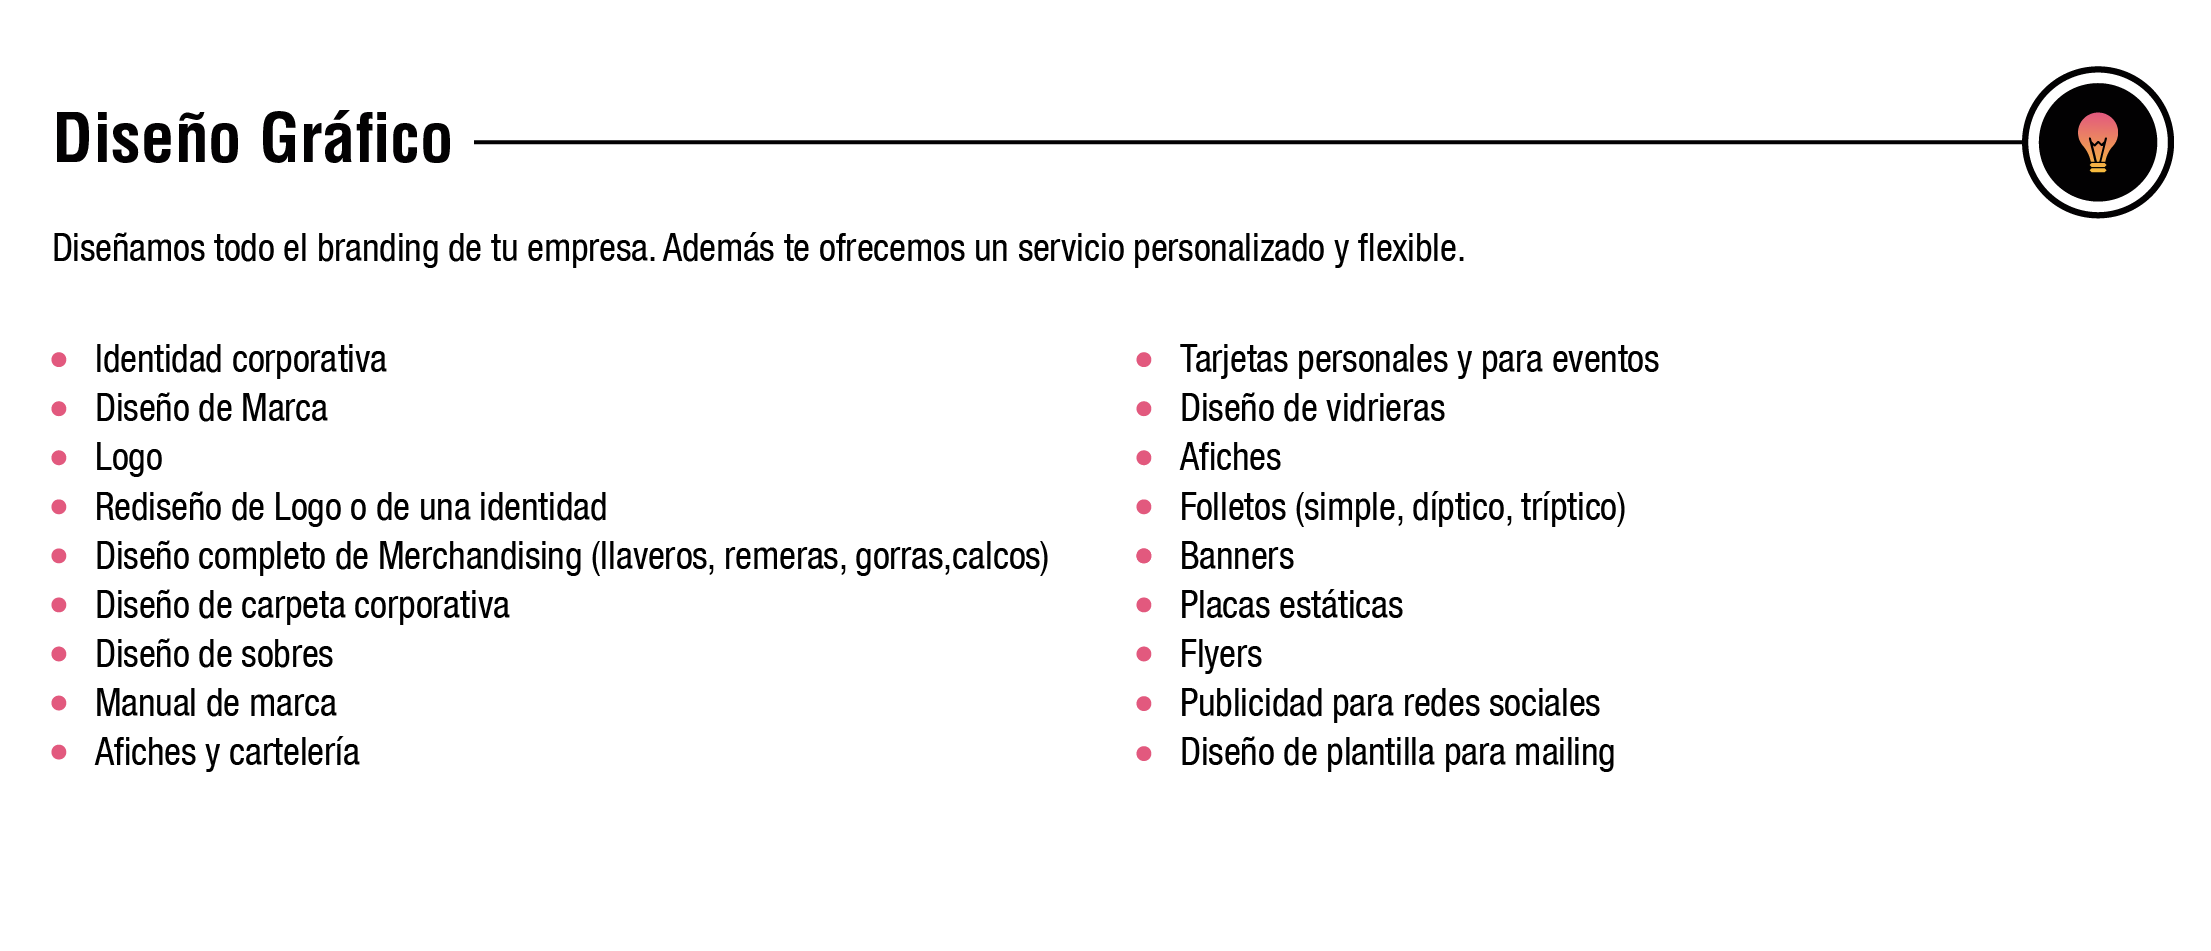 Diseño Gráfico
Diseñamos todo el branding de tu empresa. Además te ofrecemos un servicio personalizado y flexible.
Identidad corporativa
Diseño de Marca
Logo
Rediseño de Logo o de una identidad
Diseño completo de Merchandising (llaveros, remeras, gorras,calcos)
Diseño de carpeta corporativa
Diseño de sobres
Manual de marca
Afiches y cartelería
Tarjetas personales y para eventos
Diseño de vidrieras
Afiches
Folletos (simple, díptico, tríptico)
Banners
Placas estáticas
Flyers
Publicidad para redes sociales
Diseño de plantilla para mailing